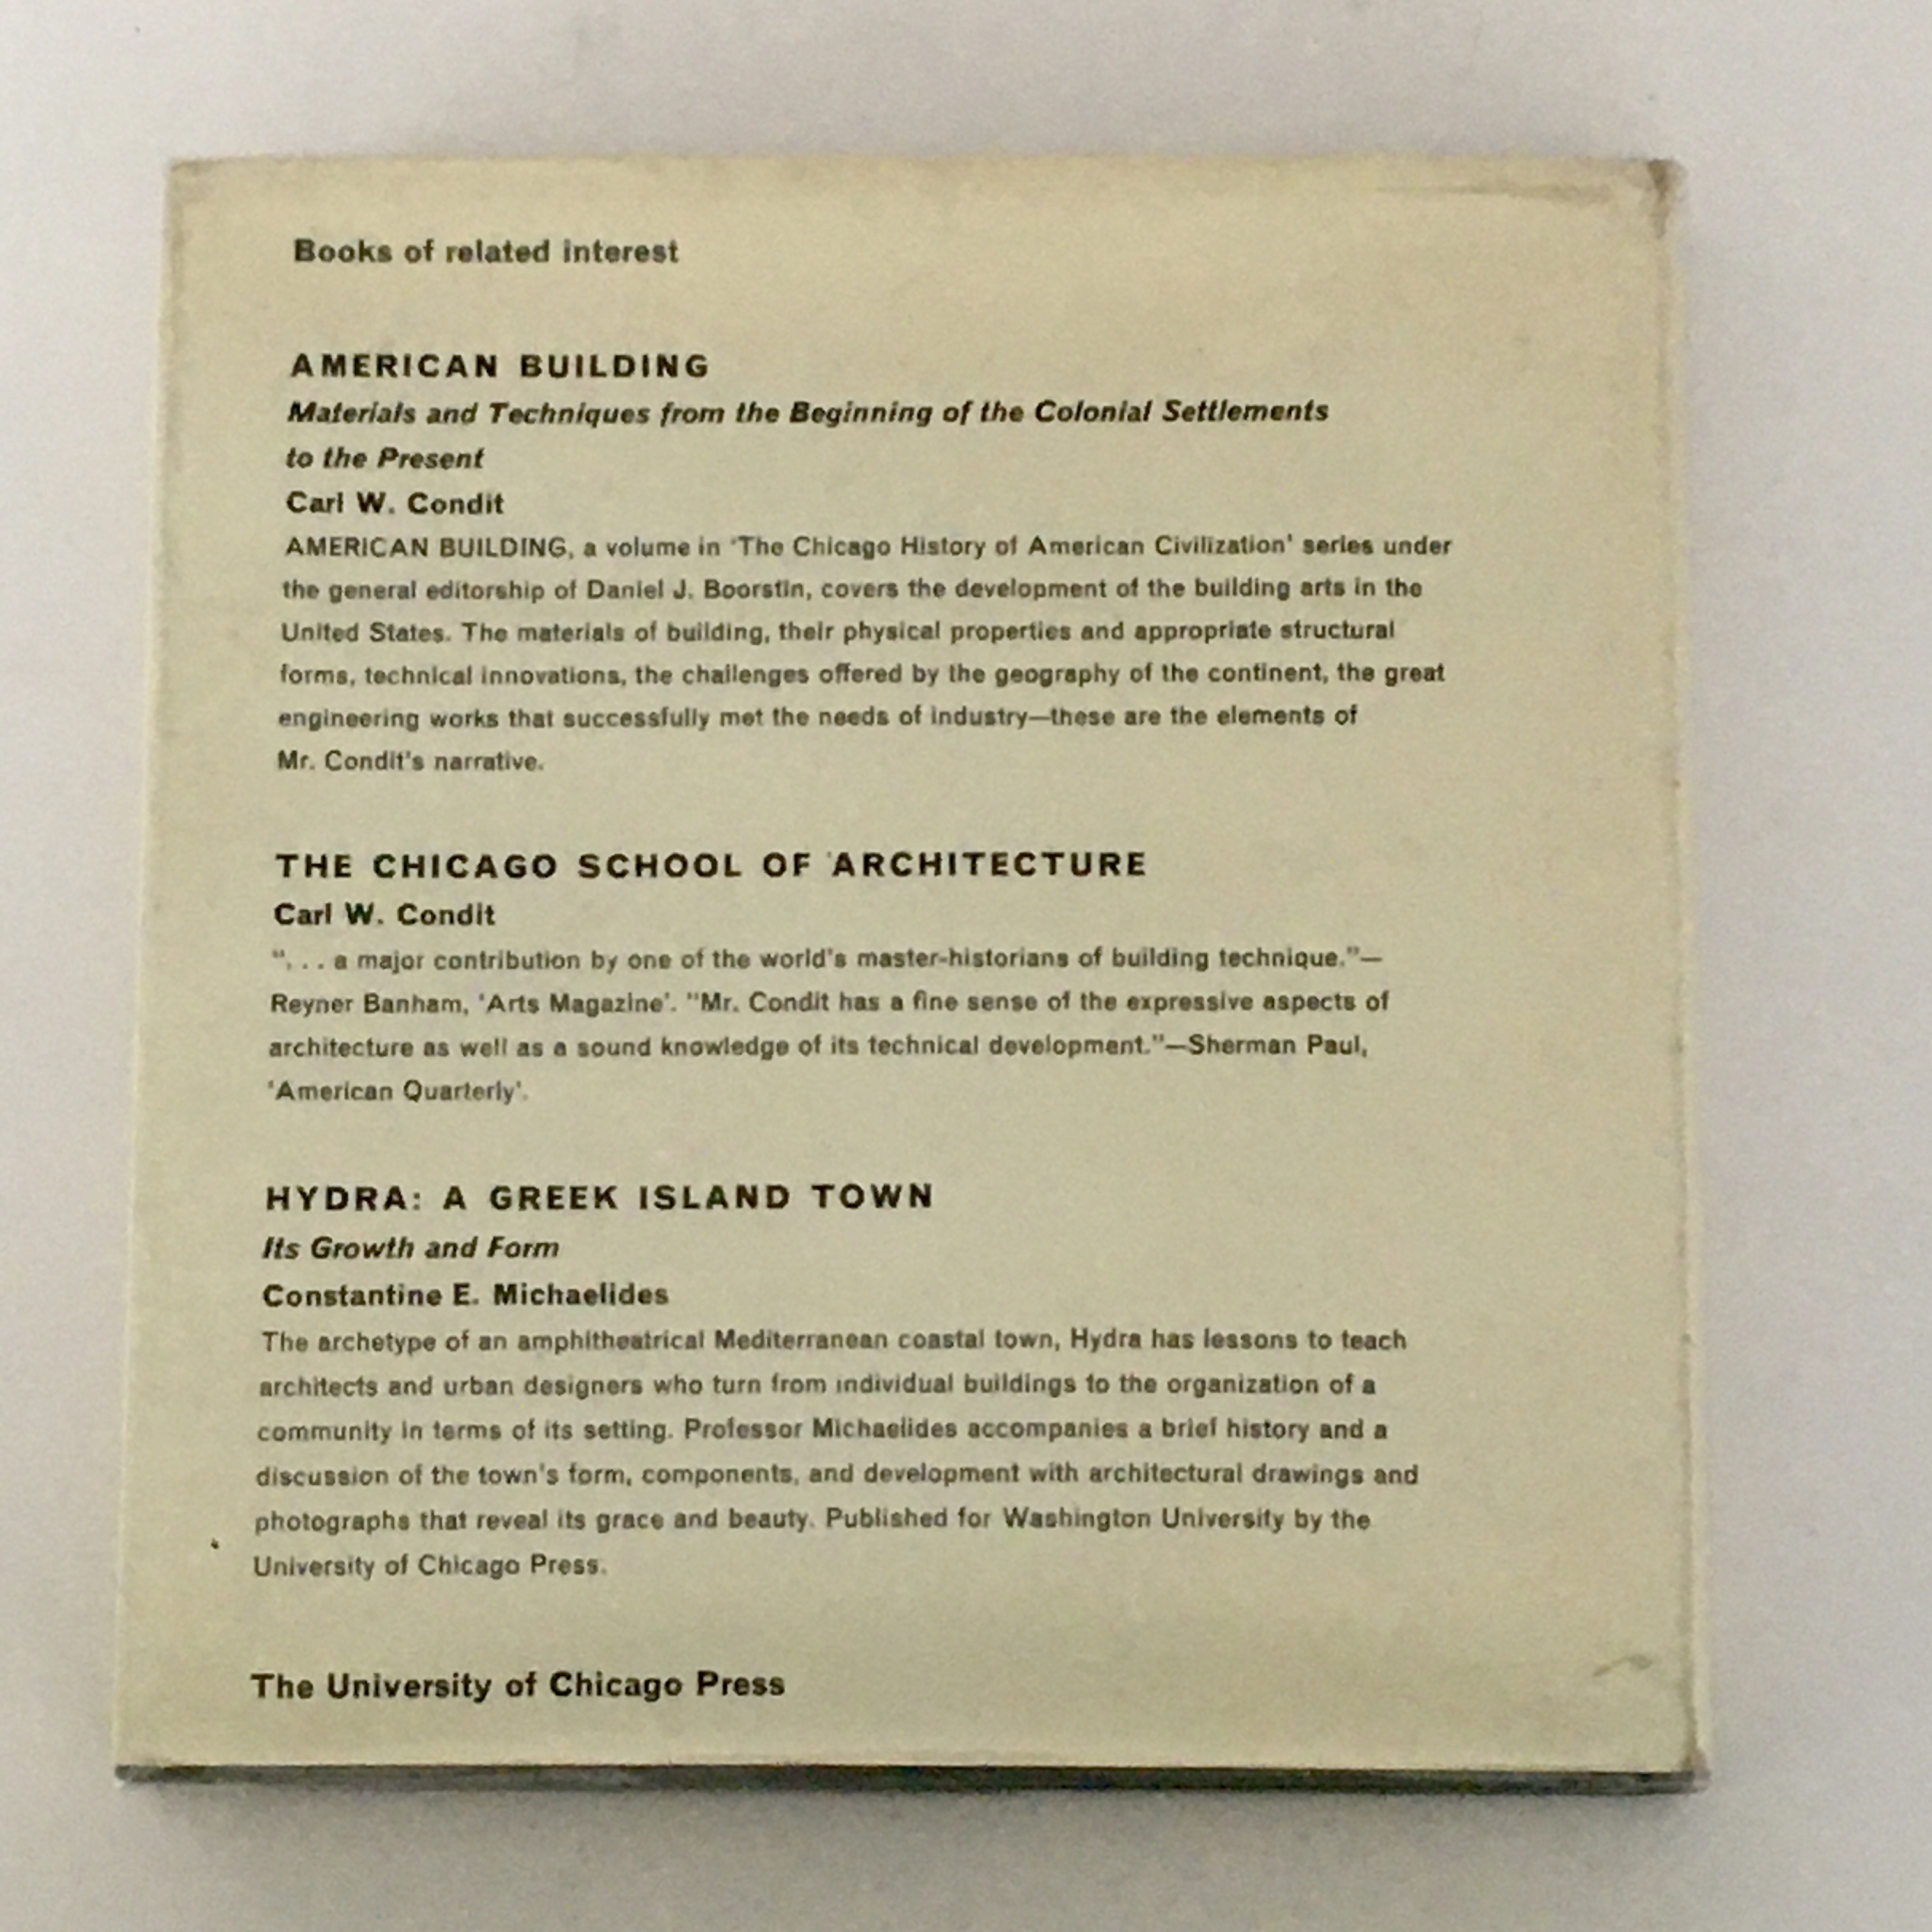 Books of related interest
AMERICAN BUILDING
Materials and Techniques from the Beginning of the Colonial Settlements
to the Present
Carl W. Condit
AMERICAN BUILDING, a volume in 'The Chicago History of American Civilization' series under
the general editorship of Daniel J. Boorstin, covers the development of the building arts in the
United States. The materials of building, their physical properties and appropriate structural
forms, technical innovations, the challenges offered by the geography of the continent, the great
engineering works that successfully met the needs of industry—these are the elements of
Mr. Condit's narrative.
THE CHICAGO SCHOOL OF ARCHITECTURE
Carl W. Condit
". . . a major contribution by one of the world's master-historians of building technique."—
Reyner Banham, 'Arts Magazine'. "Mr. Condit has a fine sense of the expressive aspects of
architecture as well as a sound knowledge of its technical development."—Sherman Paul,
'American Quarterly'.
HYDRA: A GREEK ISLAND TOWN
Its Growth and Form
Constantine E. Michaelides
The archetype of an amphitheatrical Mediterranean coastal town, Hydra has lessons to teach
architects and urban designers who turn from individual buildings to the organization of a
community in terms of its setting. Professor Michaelides accompanies a brief history and a
discussion of the town's form, components, and development with architectural drawings and
photographs that reveal its grace and beauty. Published for Washington University by the
University of Chicago Press.
The University of Chicago Press